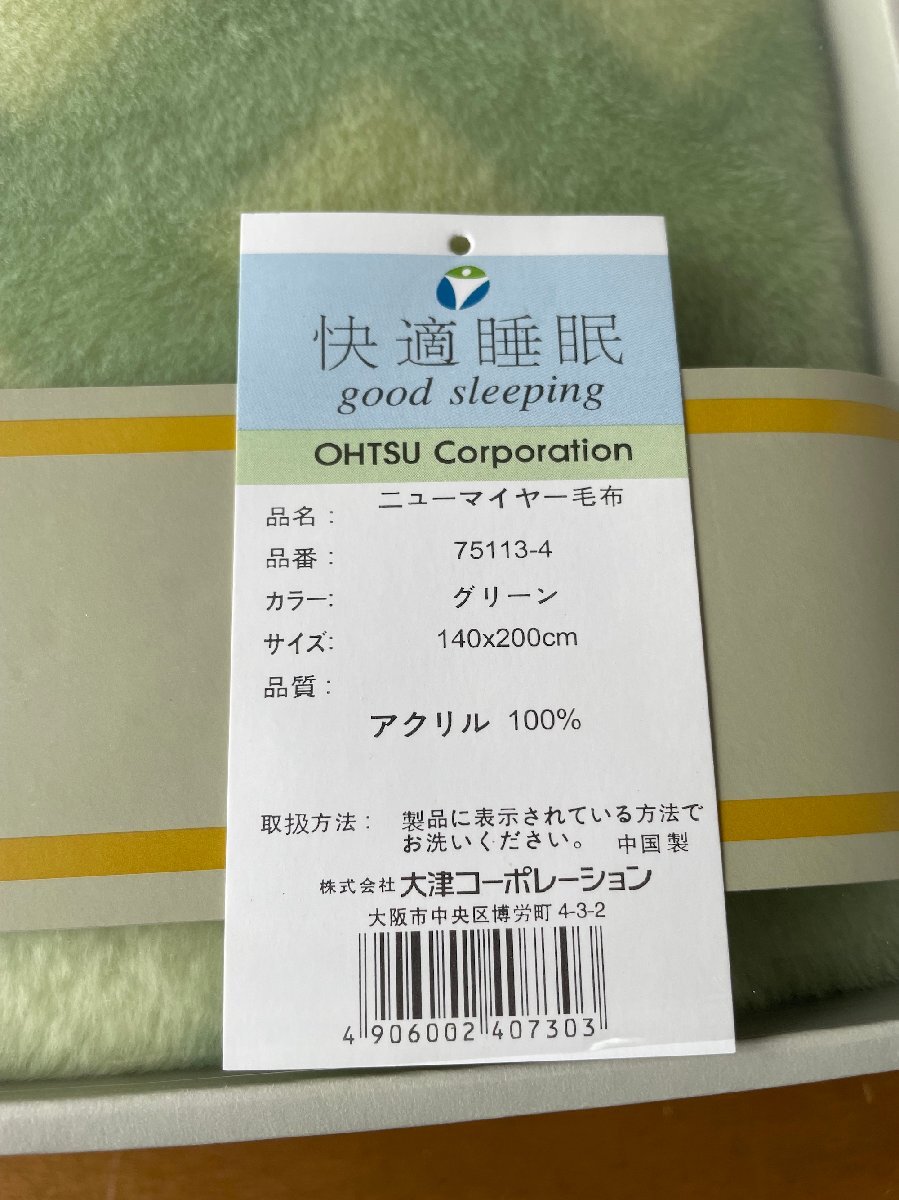 快適睡眠
good sleeping
OHTSU Corporation
品名： ニューマイヤー毛布
品番： 75113-4
カラー: グリーン
サイズ: 140x200cm
品質：
アクリル 100%
取扱方法： 製品に表示されている方法で
お洗いください。 中国製
株式会社 大津コーポレーション
大阪市中央区博労町 4-3-2
4 906002 407303